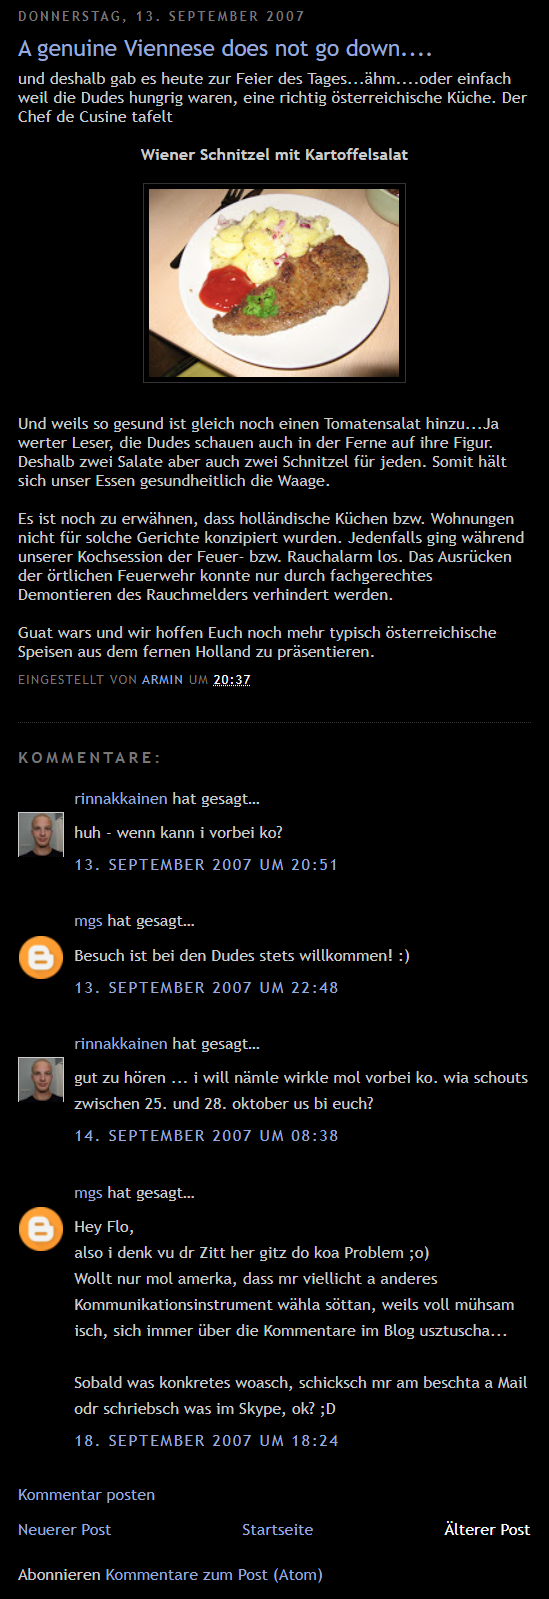 DONNERSTAG, 13. SEPTEMBER 2007
A genuine Viennese does not go down....
und deshalb gab es heute zur Feier des Tages...ähm....oder einfach
weil die Dudes hungrig waren, eine richtig österreichische Küche. Der
Chef de Cusine tafelt
Wiener Schnitzel mit Kartoffelsalat
Und weils so gesund ist gleich noch einen Tomatensalat hinzu...Ja
werter Leser, die Dudes schauen auch in der Ferne auf ihre Figur.
Deshalb zwei Salate aber auch zwei Schnitzel für jeden. Somit hält
sich unser Essen gesundheitlich die Waage.
Es ist noch zu erwähnen, dass holländische Küchen bzw. Wohnungen
nicht für solche Gerichte konzipiert wurden. Jedenfalls ging während
unserer Kochsession der Feuer- bzw. Rauchalarm los. Das Ausrücken
der örtlichen Feuerwehr konnte nur durch fachgerechtes
Demontieren des Rauchmelders verhindert werden.
Guat wars und wir hoffen Euch noch mehr typisch österreichische
Speisen aus dem fernen Holland zu präsentieren.
EINGESTELLT VON ARMIN UM 20:37
KOMMENTARE:
rinnakkainen hat gesagt…
huh - wenn kann i vorbei ko?
13. SEPTEMBER 2007 UM 20:51
mgs hat gesagt…
Besuch ist bei den Dudes stets willkommen! :)
13. SEPTEMBER 2007 UM 22:48
rinnakkainen hat gesagt…
gut zu hören ... i will nämle wirkle mol vorbei ko. wia schouts
zwischen 25. und 28. oktober us bi euch?
14. SEPTEMBER 2007 UM 08:38
mgs hat gesagt…
Hey Flo,
also i denk vu dr Zitt her gitz do koa Problem ;o)
Wollt nur mol amerka, dass mr viellicht a anderes
Kommunikationsinstrument wähla söttan, weils voll mühsam
isch, sich immer über die Kommentare im Blog usztuscha...
Sobald was konkretes woasch, schicksch mr am beschta a Mail
odr schriebsch was im Skype, ok? ;D
18. SEPTEMBER 2007 UM 18:24
Kommentar posten
Neuerer Post Startseite Älterer Post
Abonnieren Kommentare zum Post (Atom)